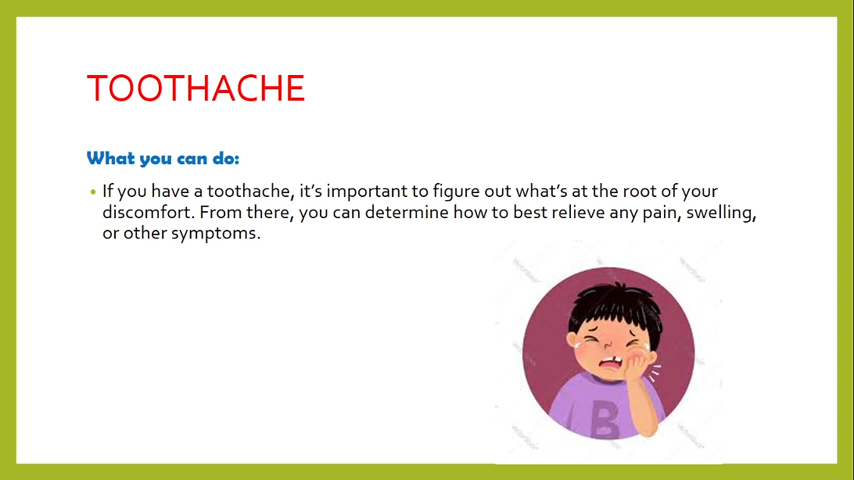 TOOTHACHE
What you can do:
• If you have a toothache, it's important to figure out what's at the root of your
discomfort. From there, you can determine how to best relieve any pain, swelling,
or other symptoms.
B